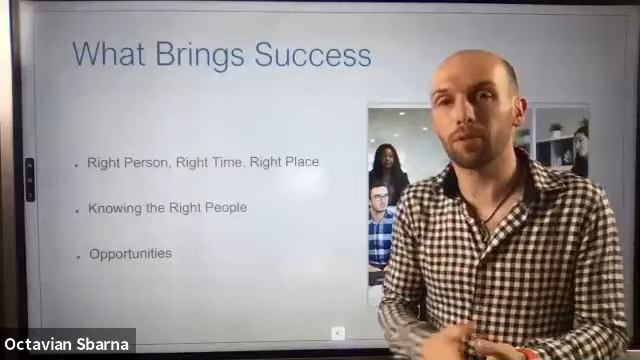 What Brings Success
Right Person, Right Time, Right Place
Knowing the Right People
Opportunities
Octavian Sbarna